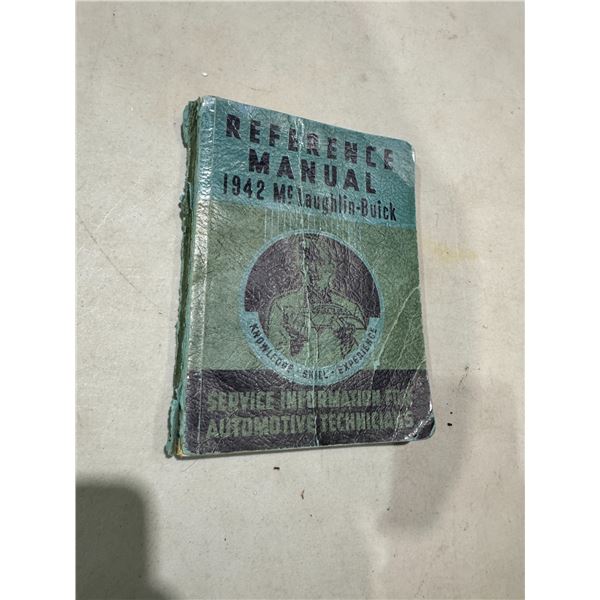 REFERENCE
MANUAL
1942 McLaughlin-Buick
KNOWLEDGE • SKILL • EXPERIENCE
SERVICE INFORMATION FOR
AUTOMOTIVE TECHNICIANS